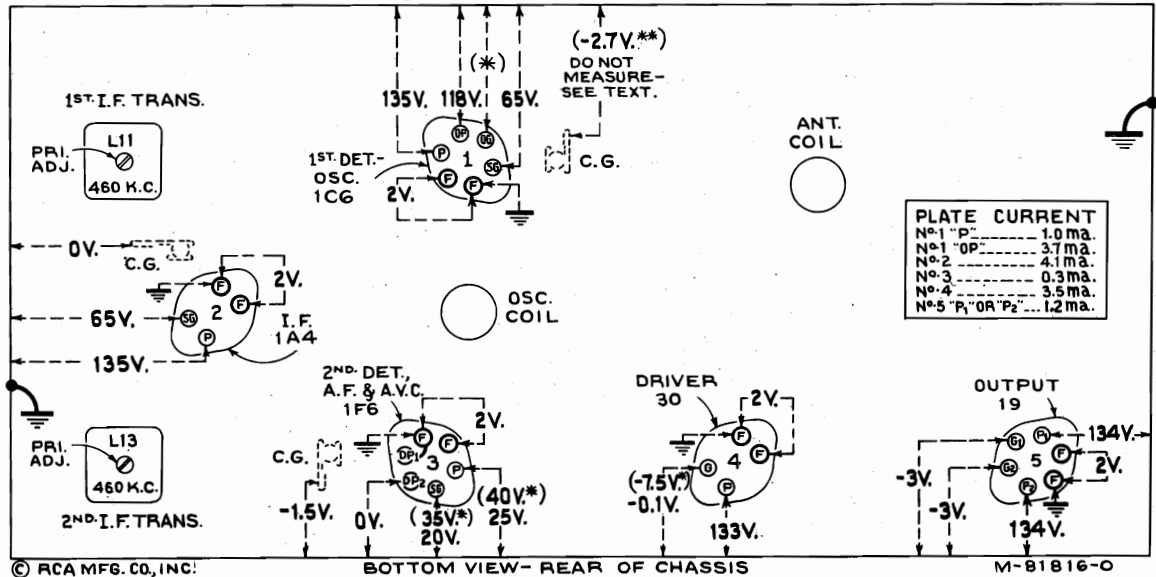 (-2.7V.**)
DO NOT
MEASURE-
SEE TEXT.
(*)
135V.
118V.
65V.
1ST. I.F. TRANS.
L11
PRI.
ADJ.
460 K.C.
OP
OG
P
1
SG
F
F
2V.
1ST. DET.-
OSC.
1C6
C.G.
ANT.
COIL
PLATE CURRENT
No.1 "P" 1.0 ma.
No.1 "OP" 3.7 ma.
No.2 4.1 ma.
No.3 0.3 ma.
No.4 3.5 ma.
No.5 "P1" OR "P2" 1.2 ma.
0V.
C.G.
F
2V.
2
F
SG
P
65V.
I.F.
1A4
135V.
OSC.
COIL
2ND. DET.,
A.F. & A.V.C.
1F6
2V.
F
F
DP1
3
P
DP2
SG
C.G.
-1.5V.
0V.
(35V.*)
20V.
(40V.*)
25V.
DRIVER
30
2V.
F
F
G
4
P
(-7.5V.*)
-0.1V.
133V.
OUTPUT
19
G1
P1
134V.
F
G2
5
2V.
P2
F
-3V.
-3V.
134V.
L13
PRI.
ADJ.
460 K.C.
2ND. I.F. TRANS.
© RCA MFG. CO., INC.
BOTTOM VIEW- REAR OF CHASSIS
M-81816-0